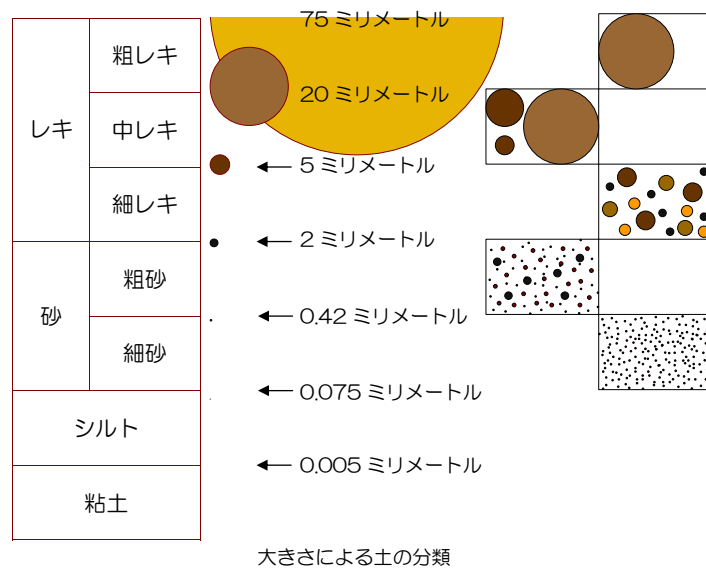 75 ミリメートル
粗レキ
20 ミリメートル
レキ
中レキ
5 ミリメートル
細レキ
2 ミリメートル
粗砂
砂
0.42 ミリメートル
細砂
0.075 ミリメートル
シルト
0.005 ミリメートル
粘土
大きさによる土の分類